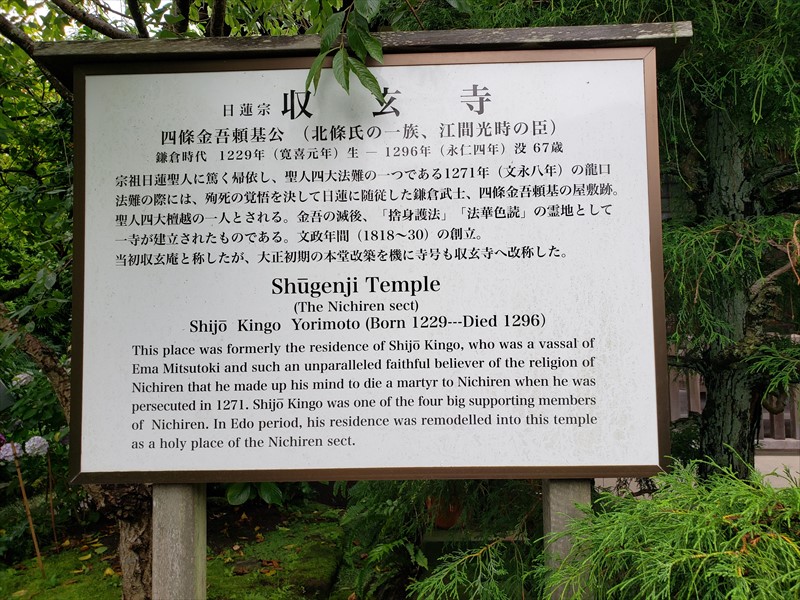 日蓮宗 収玄寺
四條金吾頼基公 （北條氏の一族、江間光時の臣）
鎌倉時代 1229年（寛喜元年）生 ― 1296年（永仁四年）没 67歳
宗祖日蓮聖人に篤く帰依し、聖人四大法難の一つである1271年（文永八年）の龍口
法難の際には、殉死の覚悟を決して日蓮に随従した鎌倉武士、四條金吾頼基の屋敷跡。
聖人四大檀越の一人とされる。金吾の滅後、「捨身護法」「法華色読」の霊地として
一寺が建立されたものである。文政年間（1818〜30）の創立。
当初収玄庵と称したが、大正初期の本堂改築を機に寺号も収玄寺へ改称した。
Shūgenji Temple
(The Nichiren sect)
Shijō Kingo Yorimoto (Born 1229---Died 1296)
This place was formerly the residence of Shijō Kingo, who was a vassal of
Ema Mitsutoki and such an unparalleled faithful believer of the religion of
Nichiren that he made up his mind to die a martyr to Nichiren when he was
persecuted in 1271. Shijō Kingo was one of the four big supporting members
of Nichiren. In Edo period, his residence was remodelled into this temple
as a holy place of the Nichiren sect.